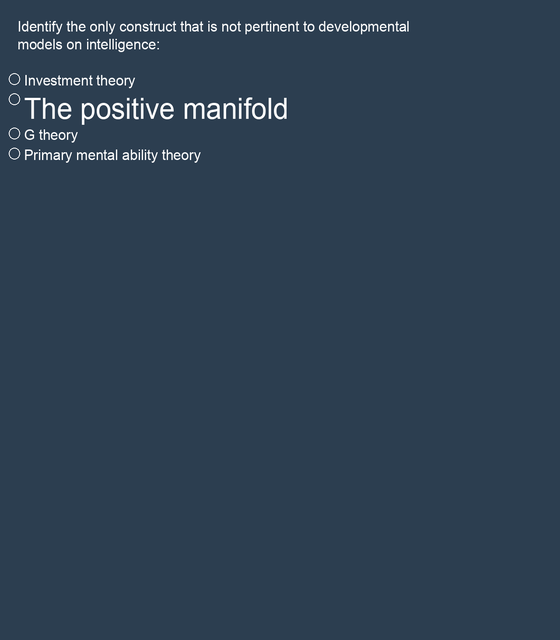 Identify the only construct that is not pertinent to developmental
models on intelligence:
Investment theory
The positive manifold
G theory
Primary mental ability theory